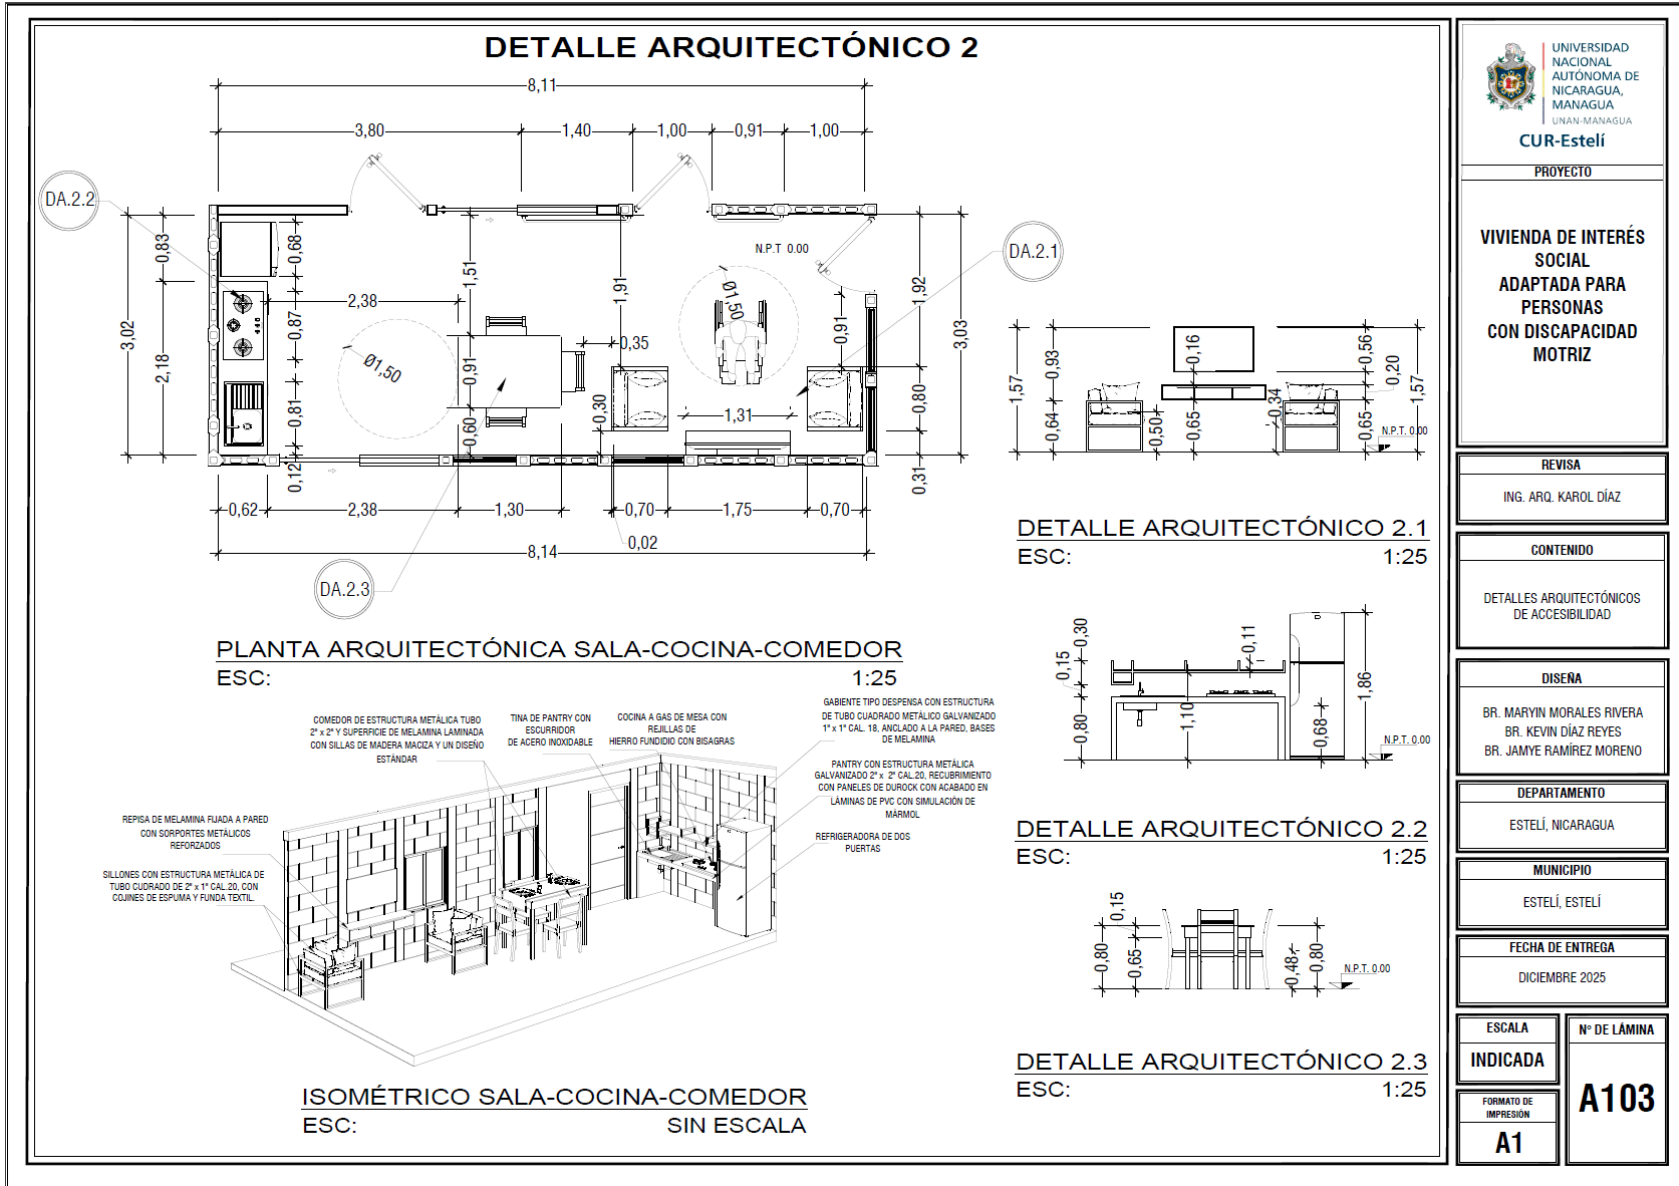 DETALLE ARQUITECTÓNICO 2
8,11
3,80
1,40
1,00
0,91
1,00
DA.2.2
DA.2.1
N.P.T 0.00
3,02
0,83
2,18
0,68
0,87
0,81
0,12
2,38
Ø1,50
1,51
0,91
0,60
0,35
1,91
0,30
Ø1,50
1,31
0,91
1,92
0,80
0,31
3,03
0,62
2,38
1,30
0,70
1,75
0,70
0,02
8,14
DA.2.3
PLANTA ARQUITECTÓNICA SALA-COCINA-COMEDOR
ESC: 1:25
1,57
0,93
0,64
0,16
0,50
0,65
0,34
0,56
0,20
0,65
1,57
N.P.T. 0.00
DETALLE ARQUITECTÓNICO 2.1
ESC: 1:25
0,30
0,15
0,80
0,11
1,10
0,68
1,86
N.P.T. 0.00
DETALLE ARQUITECTÓNICO 2.2
ESC: 1:25
0,15
0,80
0,65
0,48
0,80
N.P.T. 0.00
DETALLE ARQUITECTÓNICO 2.3
ESC: 1:25
COMEDOR DE ESTRUCTURA METÁLICA TUBO
2" x 2" Y SUPERFICIE DE MELAMINA LAMINADA
CON SILLAS DE MADERA MACIZA Y UN DISEÑO
ESTÁNDAR
TINA DE PANTRY CON
ESCURRIDOR
DE ACERO INOXIDABLE
COCINA A GAS DE MESA CON
REJILLAS DE
HIERRO FUNDIDIO CON BISAGRAS
GABIENTE TIPO DESPENSA CON ESTRUCTURA
DE TUBO CUADRADO METÁLICO GALVANIZADO
1" x 1" CAL. 18, ANCLADO A LA PARED, BASES
DE MELAMINA
PANTRY CON ESTRUCTURA METÁLICA
GALVANIZADO 2" x 2" CAL.20, RECUBRIMIENTO
CON PANELES DE DUROCK CON ACABADO EN
LÁMINAS DE PVC CON SIMULACIÓN DE
MÁRMOL
REFRIGERADORA DE DOS
PUERTAS
REPISA DE MELAMINA FIJADA A PARED
CON SORPORTES METÁLICOS
REFORZADOS
SILLONES CON ESTRUCTURA METÁLICA DE
TUBO CUDRADO DE 2" x 1" CAL.20, CON
COJINES DE ESPUMA Y FUNDA TEXTIL.
ISOMÉTRICO SALA-COCINA-COMEDOR
ESC: SIN ESCALA
UNIVERSIDAD
NACIONAL
AUTÓNOMA DE
NICARAGUA,
MANAGUA
UNAN-MANAGUA
CUR-Estelí
PROYECTO
VIVIENDA DE INTERÉS
SOCIAL
ADAPTADA PARA
PERSONAS
CON DISCAPACIDAD
MOTRIZ
REVISA
ING. ARQ. KAROL DÍAZ
CONTENIDO
DETALLES ARQUITECTÓNICOS
DE ACCESIBILIDAD
DISEÑA
BR. MARYIN MORALES RIVERA
BR. KEVIN DÍAZ REYES
BR. JAMYE RAMÍREZ MORENO
DEPARTAMENTO
ESTELÍ, NICARAGUA
MUNICIPIO
ESTELÍ, ESTELÍ
FECHA DE ENTREGA
DICIEMBRE 2025
ESCALA
INDICADA
N° DE LÁMINA
A103
FORMATO DE
IMPRESIÓN
A1